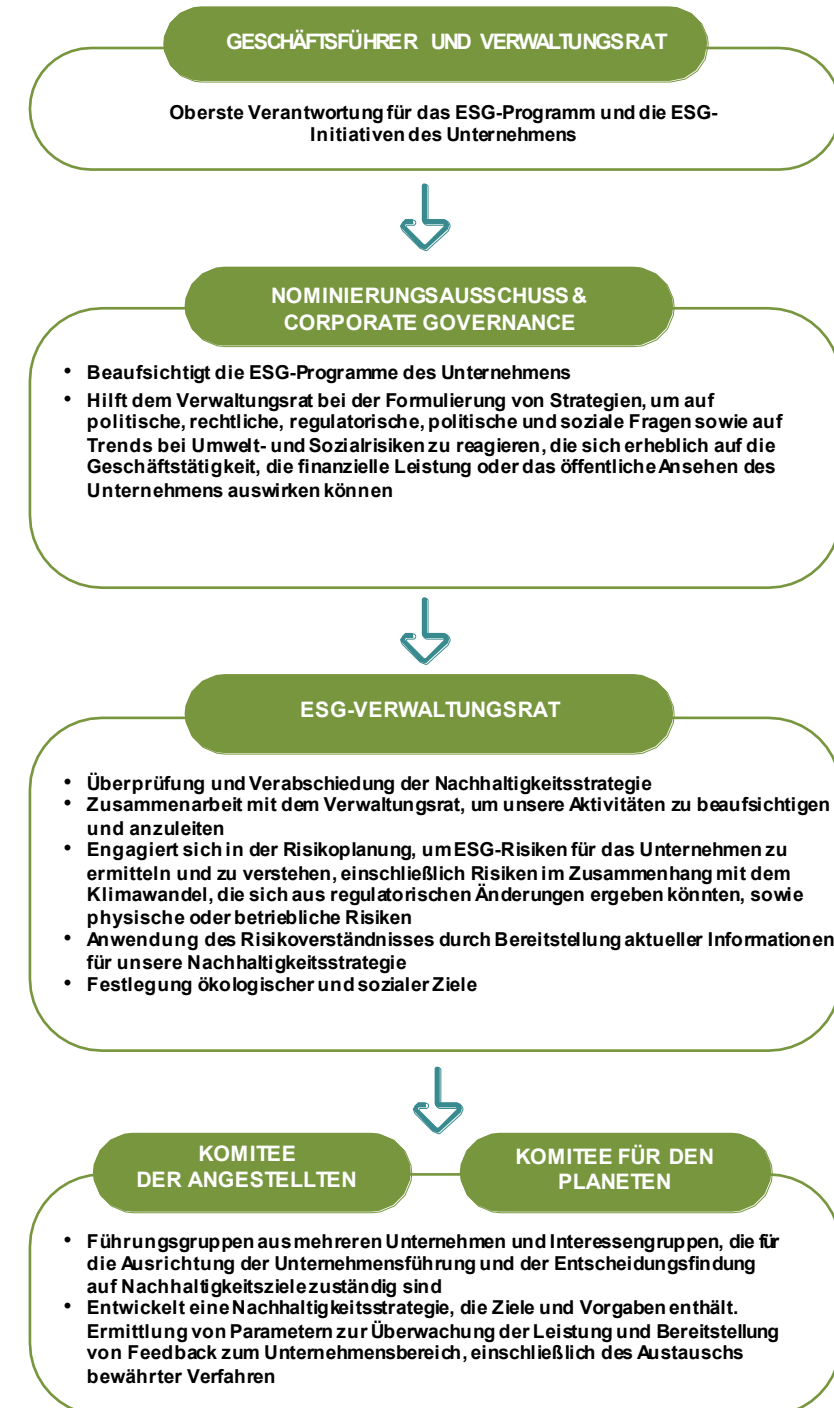 GESCHÄFTSFÜHRER UND VERWALTUNGSRAT
Oberste Verantwortung für das ESG-Programm und die ESG-
Initiativen des Unternehmens
NOMINIERUNGSAUSSCHUSS &
CORPORATE GOVERNANCE
• Beaufsichtigt die ESG-Programme des Unternehmens
• Hilft dem Verwaltungsrat bei der Formulierung von Strategien, um auf
politische, rechtliche, regulatorische, politische und soziale Fragen sowie auf
Trends bei Umwelt- und Sozialrisiken zu reagieren, die sich erheblich auf die
Geschäftstätigkeit, die finanzielle Leistung oder das öffentliche Ansehen des
Unternehmens auswirken können
ESG-VERWALTUNGSRAT
• Überprüfung und Verabschiedung der Nachhaltigkeitsstrategie
• Zusammenarbeit mit dem Verwaltungsrat, um unsere Aktivitäten zu beaufsichtigen
und anzuleiten
• Engagiert sich in der Risikoplanung, um ESG-Risiken für das Unternehmen zu
ermitteln und zu verstehen, einschließlich Risiken im Zusammenhang mit dem
Klimawandel, die sich aus regulatorischen Änderungen ergeben könnten, sowie
physische oder betriebliche Risiken
• Anwendung des Risikoverständnisses durch Bereitstellung aktueller Informationen
für unsere Nachhaltigkeitsstrategie
• Festlegung ökologischer und sozialer Ziele
KOMITEE
DER ANGESTELLTEN
KOMITEE FÜR DEN
PLANETEN
• Führungsgruppen aus mehreren Unternehmen und Interessengruppen, die für
die Ausrichtung der Unternehmensführung und der Entscheidungsfindung
auf Nachhaltigkeitsziele zuständig sind
• Entwickelt eine Nachhaltigkeitsstrategie, die Ziele und Vorgaben enthält.
Ermittlung von Parametern zur Überwachung der Leistung und Bereitstellung
von Feedback zum Unternehmensbereich, einschließlich des Austauschs
bewährter Verfahren